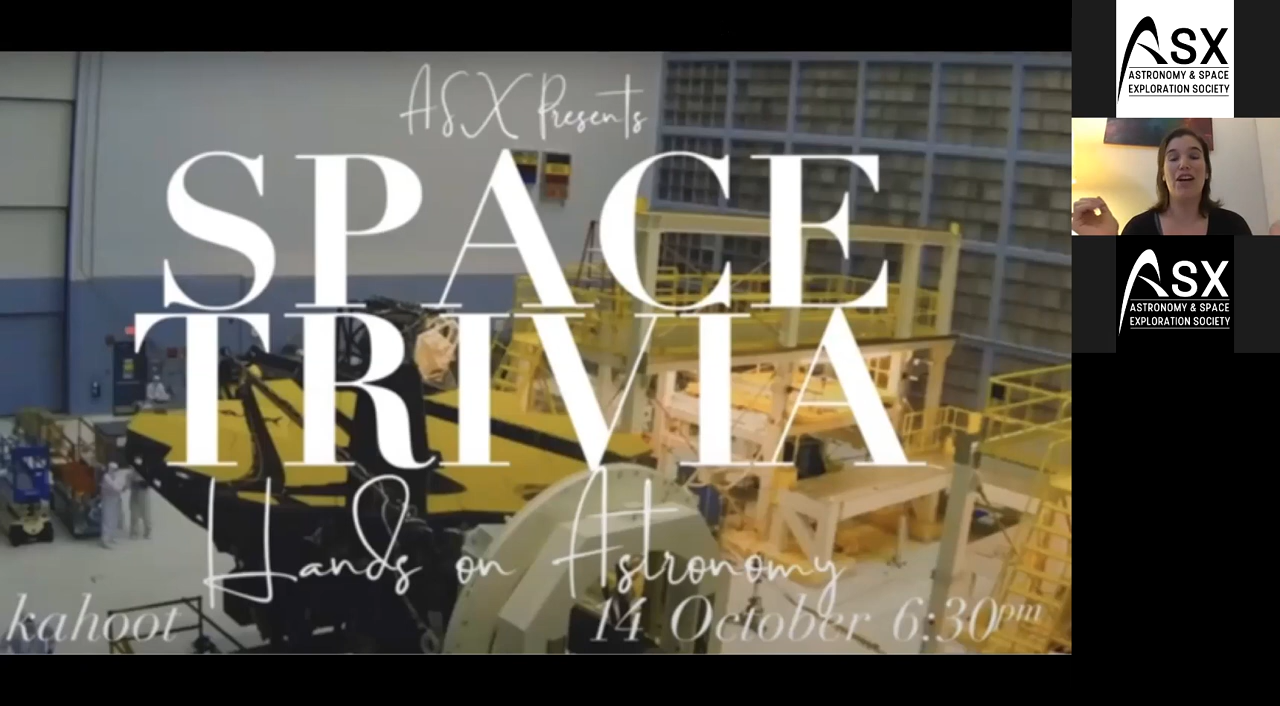 ASX Presents
SPACE
TRIVIA
Hands on Astronomy
kahoot
14 October 6:30pm
ASX
ASTRONOMY & SPACE
EXPLORATION SOCIETY
ASX
ASTRONOMY & SPACE
EXPLORATION SOCIETY